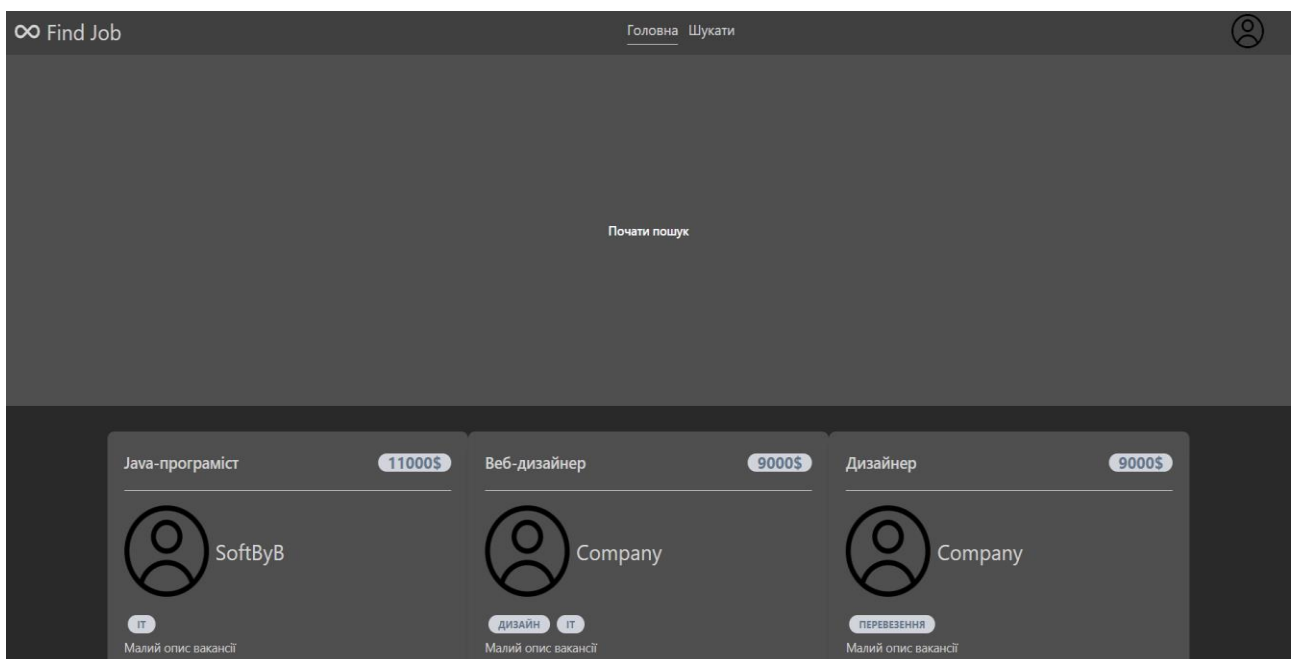 Find Job
Головна Шукати
Почати пошук
Java-програміст 11000$
SoftByB
IT
Малий опис вакансії
Веб-дизайнер 9000$
Company
ДИЗАЙН IT
Малий опис вакансії
Дизайнер 9000$
Company
ПЕРЕВЕЗЕННЯ
Малий опис вакансії